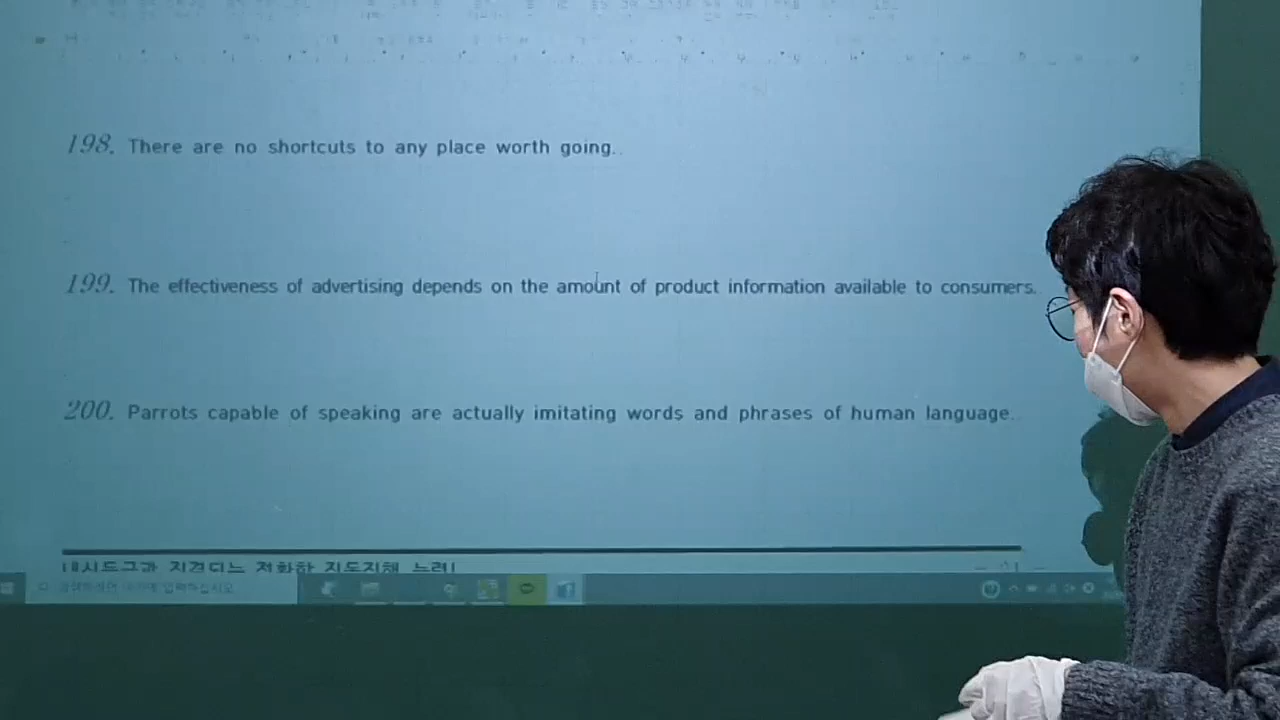 198. There are no shortcuts to any place worth going.
199. The effectiveness of advertising depends on the amount of product information available to consumers.
200. Parrots capable of speaking are actually imitating words and phrases of human language.